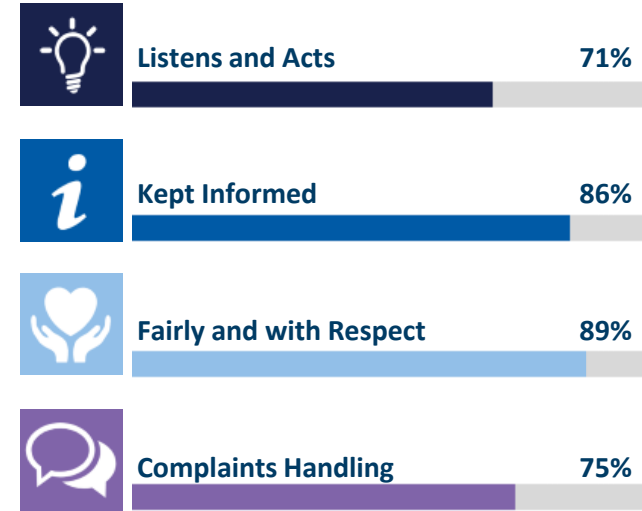 Listens and Acts 71%
Kept Informed 86%
Fairly and with Respect 89%
Complaints Handling 75%